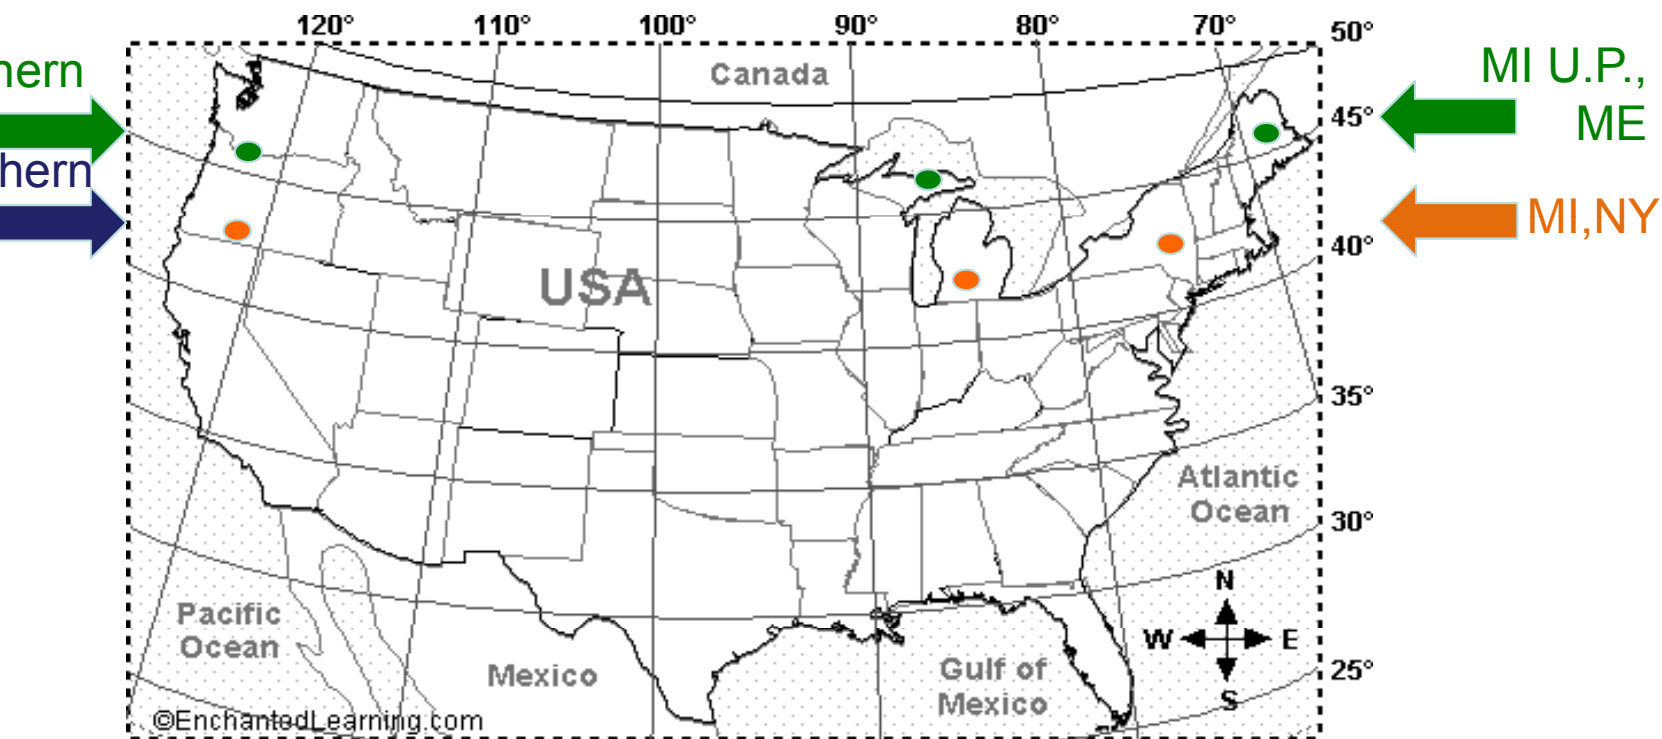 120° 110° 100° 90° 80° 70°
50°
hern
Canada
MI U.P.,
ME
45°
hern
MI,NY
40°
USA
35°
Atlantic
Ocean
30°
N
W E
S
Pacific
Ocean
Mexico
Gulf of
Mexico
25°
©EnchantedLearning.com